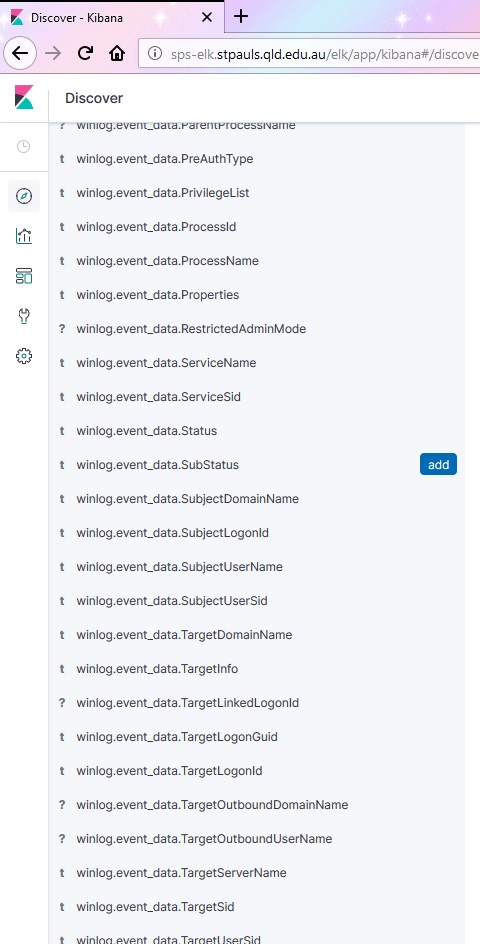 Discover - Kibana
sps-elk.stpauls.qld.edu.au/elk/app/kibana#/discove
Discover
? winlog.event_data.ParentProcessName
t winlog.event_data.PreAuthType
t winlog.event_data.PrivilegeList
t winlog.event_data.ProcessId
t winlog.event_data.ProcessName
t winlog.event_data.Properties
? winlog.event_data.RestrictedAdminMode
t winlog.event_data.ServiceName
t winlog.event_data.ServiceSid
t winlog.event_data.Status
t winlog.event_data.SubStatus add
t winlog.event_data.SubjectDomainName
t winlog.event_data.SubjectLogonId
t winlog.event_data.SubjectUserName
t winlog.event_data.SubjectUserSid
t winlog.event_data.TargetDomainName
t winlog.event_data.TargetInfo
? winlog.event_data.TargetLinkedLogonId
t winlog.event_data.TargetLogonGuid
t winlog.event_data.TargetLogonId
? winlog.event_data.TargetOutboundDomainName
? winlog.event_data.TargetOutboundUserName
t winlog.event_data.TargetServerName
t winlog.event_data.TargetSid
t winlog.event_data.TargetUserSid